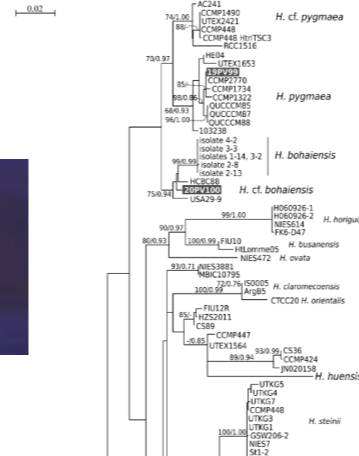 0.02
AC241
CCMP1490
74/1.00
UTEX2421
H. cf. pygmaea
88/-
CCMP448
CCMP448 HtriTSC3
RCC1516
70/0.97
HE04
UTEX1653
19PV99
CCMP2770
85/-
CCMP1734
98/0.86
CCMP1322
H. pygmaea
68/0.93
QUCCCM85
QUCCCM87
96/1.00
QUCCCM88
103238
isolate 4-2
isolate 3-3
99/0.99
isolates 1-14, 3-2
H. bohaiensis
isolate 2-8
isolate 2-13
HCBC88
20PV100
H. cf. bohaiensis
75/0.94
USA29-9
H060926-1
99/1.00
H060926-2
H. horiguc
NIES614
90/0.97
FK6-D47
80/0.93
100/0.99
FIU10
H. busanensis
HtLomme05
NIES472
H. ovata
93/0.71
NIES3881
MBIC10795
72/0.76
IS0005
H. claromecoensis
100/0.99
ArgB5
CTCC20
H. orientalis
FIU12R
85/-
HZS2011
CS89
CCMP447
-/0.85
UTEX1564
93/0.99
CS36
89/0.94
CCMP424
JN020158
H. huensis
UTKG5
UTKG4
UTKG7
CCMP448
UTKG3
H. steinii
UTKG1
100/1.00
GSW206-2
NIES7
St1-2